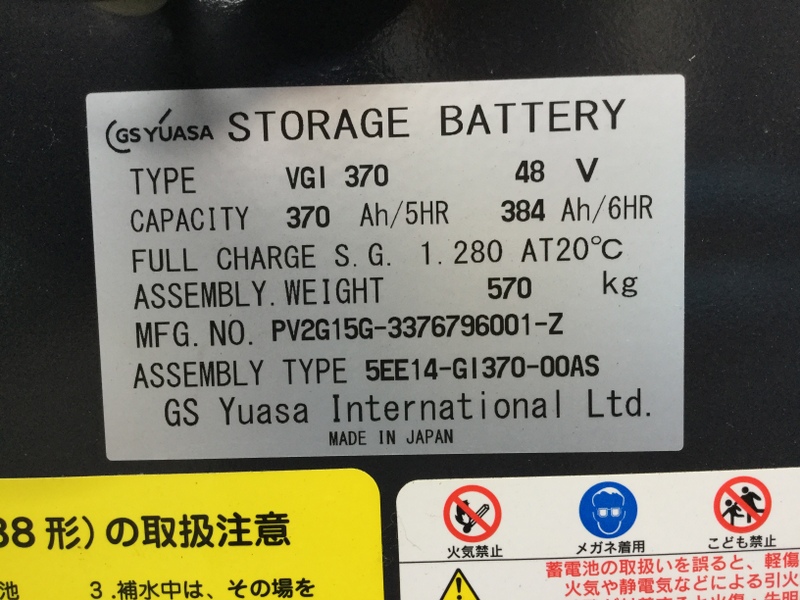 GS YUASA STORAGE BATTERY
TYPE VGI 370 48 V
CAPACITY 370 Ah/5HR 384 Ah/6HR
FULL CHARGE S.G. 1.280 AT20℃
ASSEMBLY.WEIGHT 570 kg
MFG.NO. PV2G15G-3376796001-Z
ASSEMBLY TYPE 5EE14-GI370-00AS
GS Yuasa International Ltd.
MADE IN JAPAN
38形)の取扱注意
池 3.補水中は、その場を
火気禁止 メガネ着用 こども禁止
蓄電池の取扱いを誤ると、軽傷
火気や静電気などによる引火